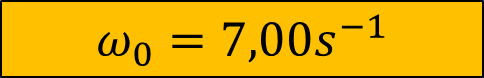 ω₀ = 7,00s⁻¹